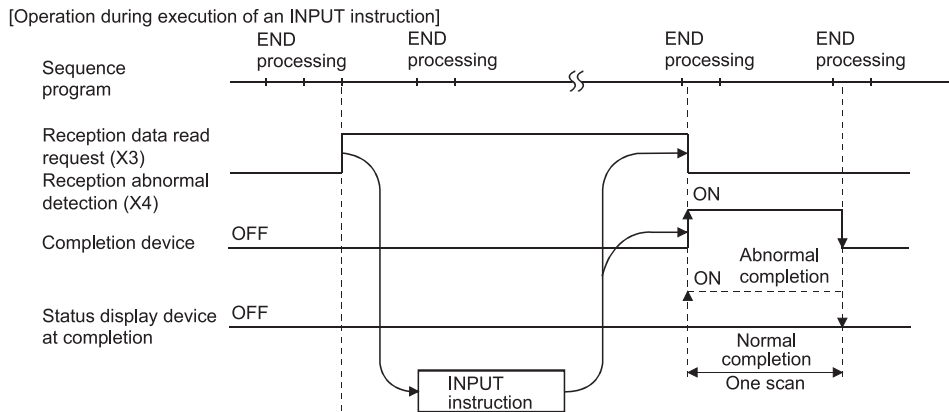 [Operation during execution of an INPUT instruction]
END
processing
END
processing
END
processing
END
processing
Sequence
program
Reception data read
request (X3)
Reception abnormal
detection (X4)
ON
Completion device
OFF
Abnormal
completion
ON
Status display device
at completion
OFF
Normal
completion
One scan
INPUT
instruction